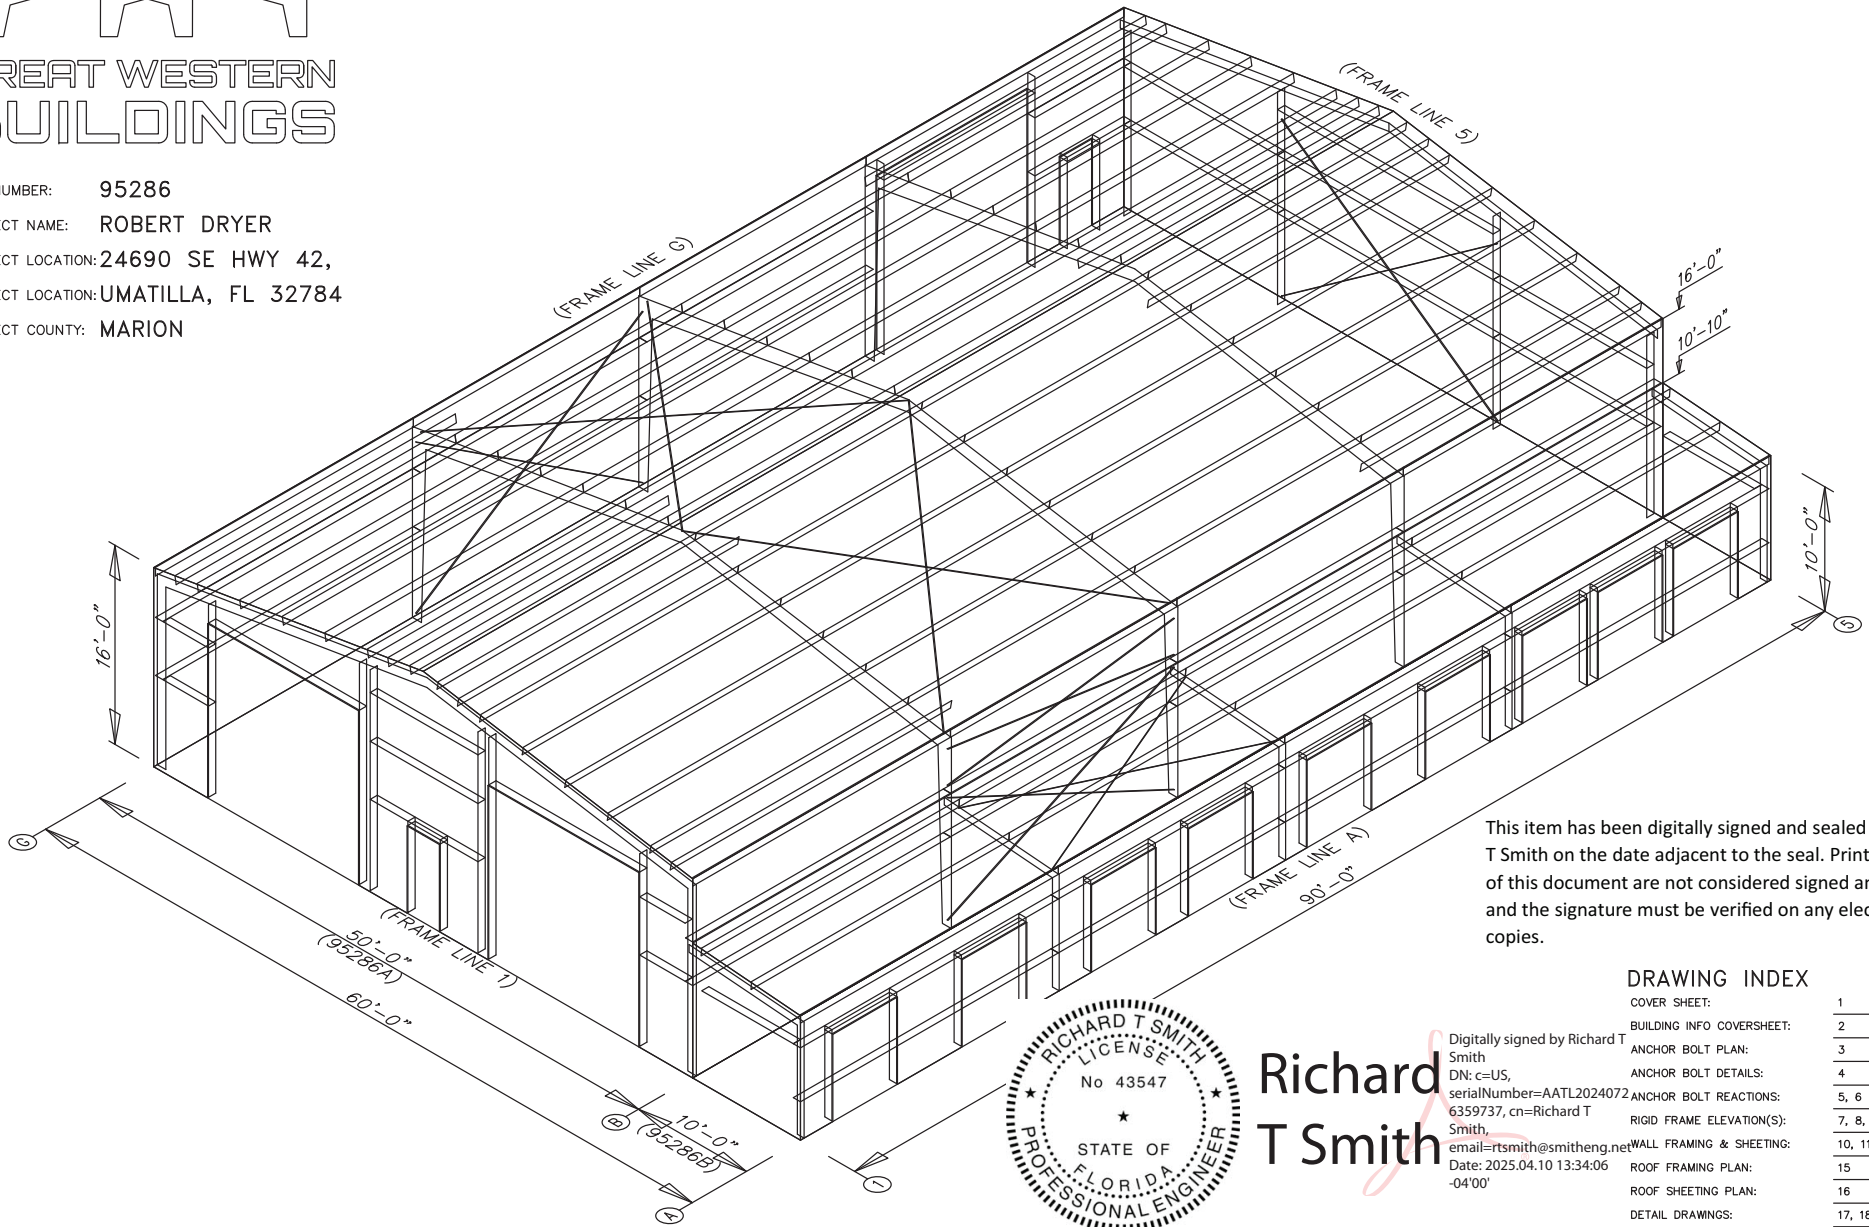 REAT WESTERN
BUILDINGS
NUMBER: 95286
ECT NAME: ROBERT DRYER
ECT LOCATION: 24690 SE HWY 42,
ECT LOCATION: UMATILLA, FL 32784
ECT COUNTY: MARION
(FRAME LINE 5)
(FRAME LINE G)
16'-0"
10'-10"
10'-0"
16'-0"
5
G
(FRAME LINE 1)
50'-0"
(95286A)
60'-0"
(FRAME LINE A)
90'-0"
B
10'-0"
(95286B)
A
1
This item has been digitally signed and sealed
T Smith on the date adjacent to the seal. Print
of this document are not considered signed an
and the signature must be verified on any elec
copies.
RICHARD T SMITH
LICENSE
No 43547
STATE OF
FLORIDA
PROFESSIONAL ENGINEER
Richard
T Smith
Digitally signed by Richard T
Smith
DN: c=US,
serialNumber=AATL2024072
6359737, cn=Richard T
Smith,
email=rtsmith@smitheng.net
Date: 2025.04.10 13:34:06
-04'00'
DRAWING INDEX
COVER SHEET: 1
BUILDING INFO COVERSHEET: 2
ANCHOR BOLT PLAN: 3
ANCHOR BOLT DETAILS: 4
ANCHOR BOLT REACTIONS: 5, 6
RIGID FRAME ELEVATION(S): 7, 8,
WALL FRAMING & SHEETING: 10, 11
ROOF FRAMING PLAN: 15
ROOF SHEETING PLAN: 16
DETAIL DRAWINGS: 17, 18